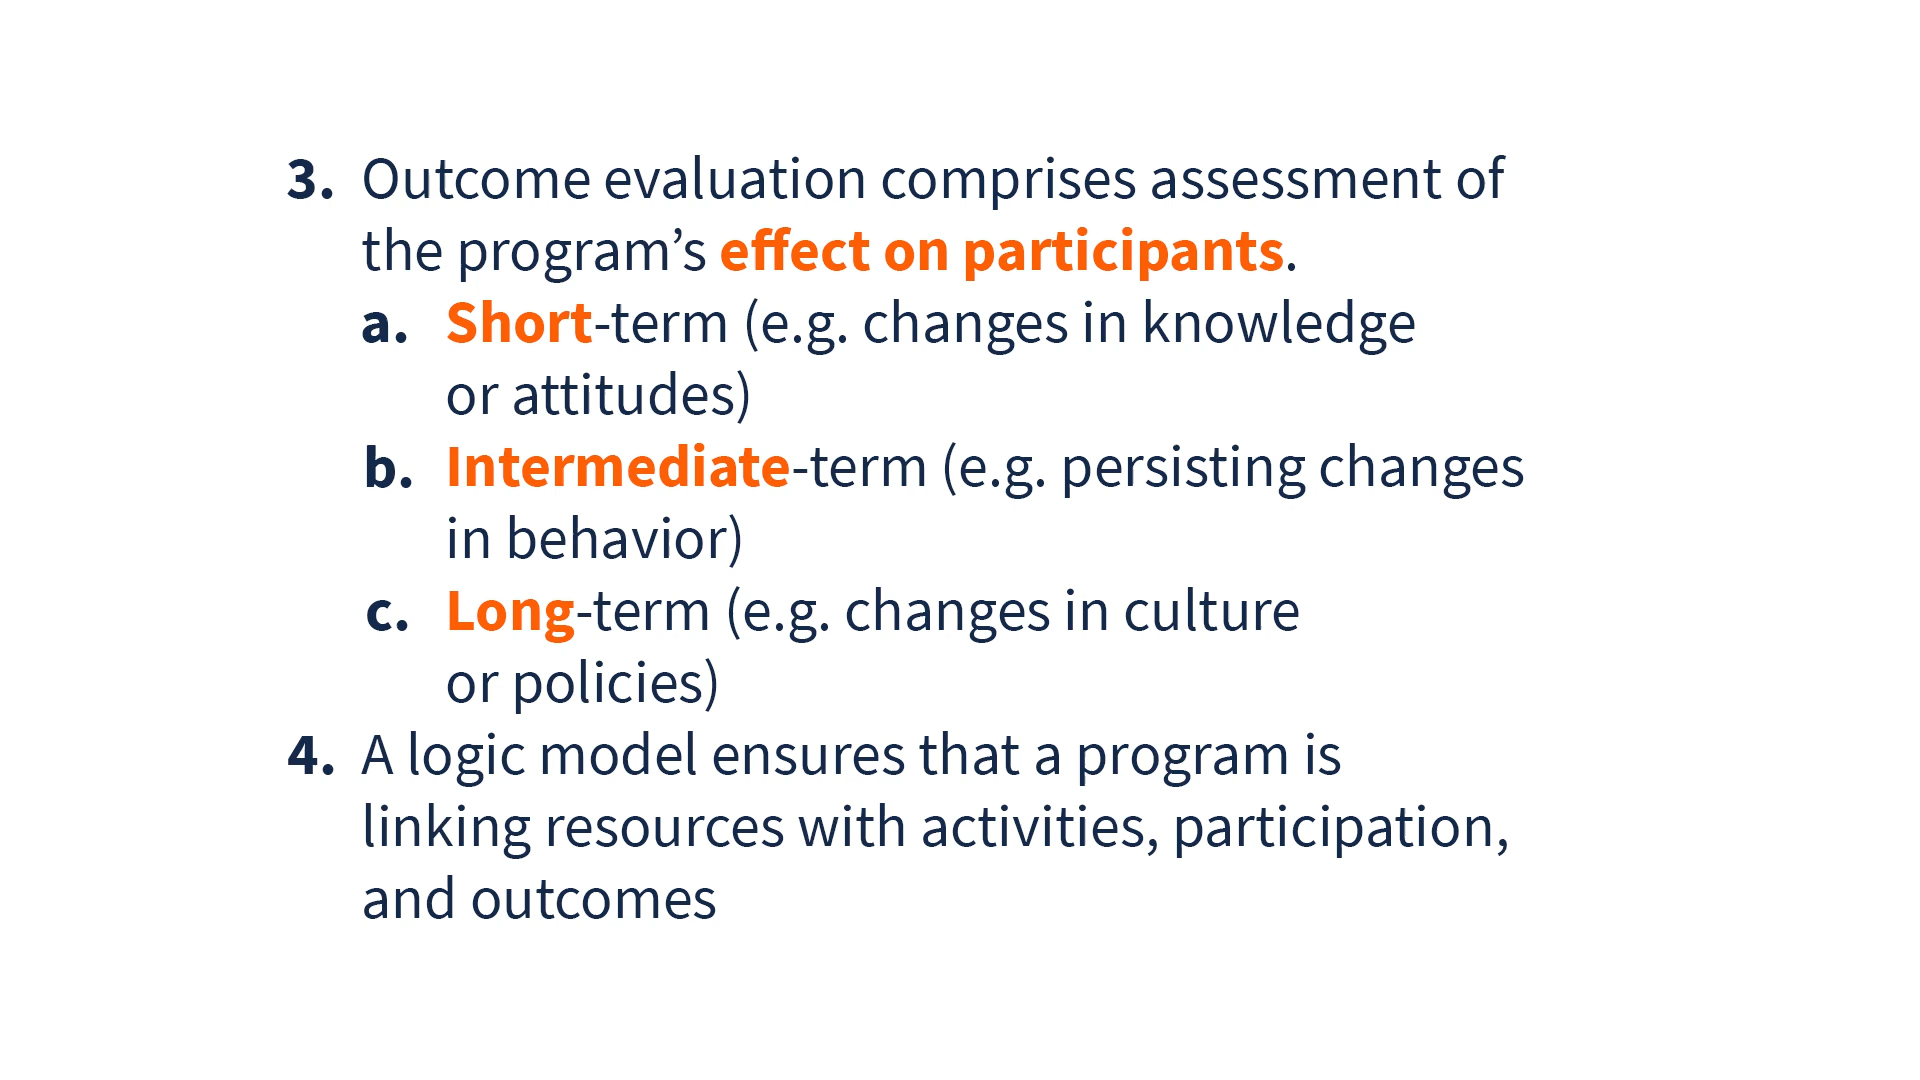 3. Outcome evaluation comprises assessment of
the program’s effect on participants.
a. Short-term (e.g. changes in knowledge
or attitudes)
b. Intermediate-term (e.g. persisting changes
in behavior)
c. Long-term (e.g. changes in culture
or policies)
4. A logic model ensures that a program is
linking resources with activities, participation,
and outcomes